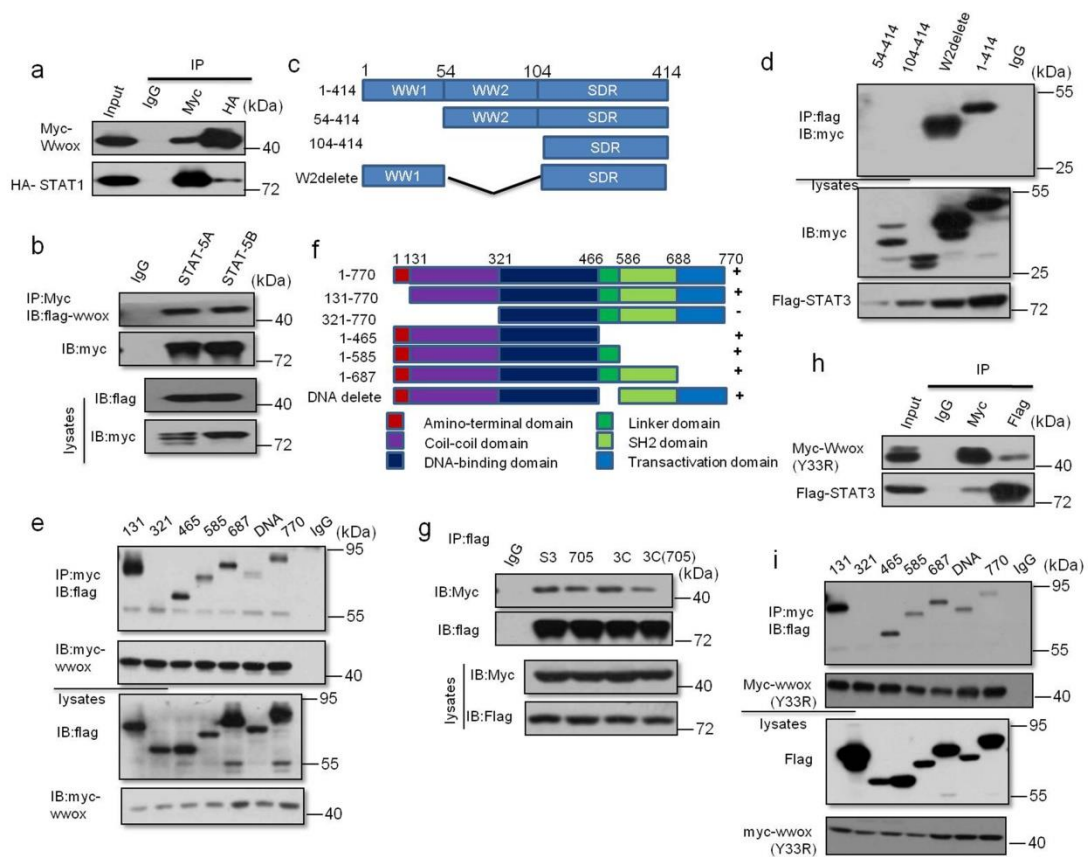 a
IP
Input
IgG
Myc
HA
(kDa)
Myc-
Wwox
40
HA- STAT1
72
b
IgG
STAT-5A
STAT-5B
IP:Myc
IB:flag-wwox
40
IB:myc
72
lysates
IB:flag
40
IB:myc
72
c
1 54 104 414
1-414 WW1 WW2 SDR
54-414 WW2 SDR
104-414 SDR
W2delete WW1 SDR
d
54-414
104-414
W2delete
1-414
IgG
(kDa)
IP:flag
IB:myc
55
25
lysates
IB:myc
55
25
Flag-STAT3
72
f
1 131 321 466 586 688 770
1-770 +
131-770 +
321-770 -
1-465 +
1-585 +
1-687 +
DNA delete +
Amino-terminal domain
Coil-coil domain
DNA-binding domain
Linker domain
SH2 domain
Transactivation domain
h
IP
Input
IgG
Myc
Flag
(kDa)
Myc-Wwox
(Y33R)
40
Flag-STAT3
72
e
131
321
465
585
687
DNA
770
IgG
(kDa)
IP:myc
IB:flag
95
55
IB:myc-
wwox
40
lysates
IB:flag
95
55
IB:myc-
wwox
40
g
IP:flag
IgG
S3 705 3C 3C(705)
(kDa)
IB:Myc
40
IB:flag
72
lysates
IB:Myc
40
IB:Flag
72
i
131
321
465
585
687
DNA
770
IgG
(kDa)
IP:myc
IB:flag
95
55
Myc-wwox
(Y33R)
40
lysates
Flag
95
55
myc-wwox
(Y33R)
40